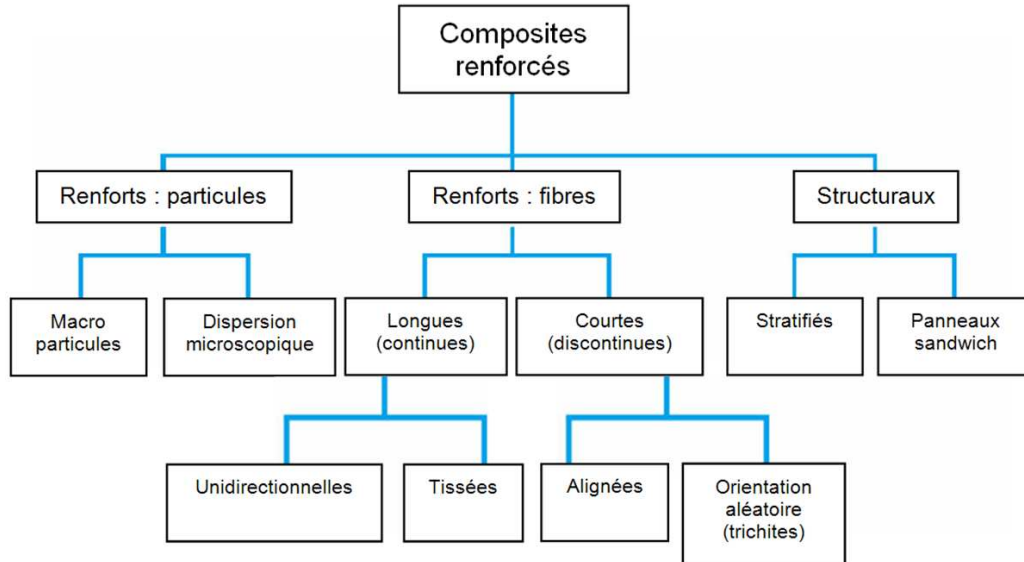 Composites
renforcés
Renforts : particules
Renforts : fibres
Structuraux
Macro
particules
Dispersion
microscopique
Longues
(continues)
Courtes
(discontinues)
Stratifiés
Panneaux
sandwich
Unidirectionnelles
Tissées
Alignées
Orientation
aléatoire
(trichites)